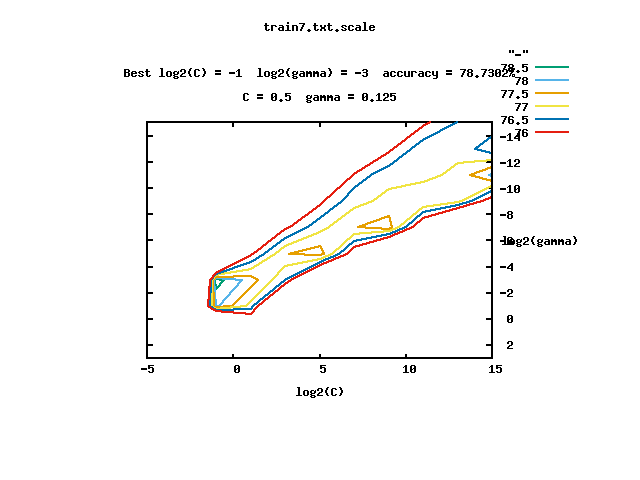 train7.txt.scale
"-"
Best log2(C) = -1 log2(gamma) = -3 accuracy = 78.7302%
78.5
78
77.5
C = 0.5 gamma = 0.125
77
76.5
76
-14
-12
-10
-8
-6
log2(gamma)
-4
-2
0
2
-5 0 5 10 15
log2(C)